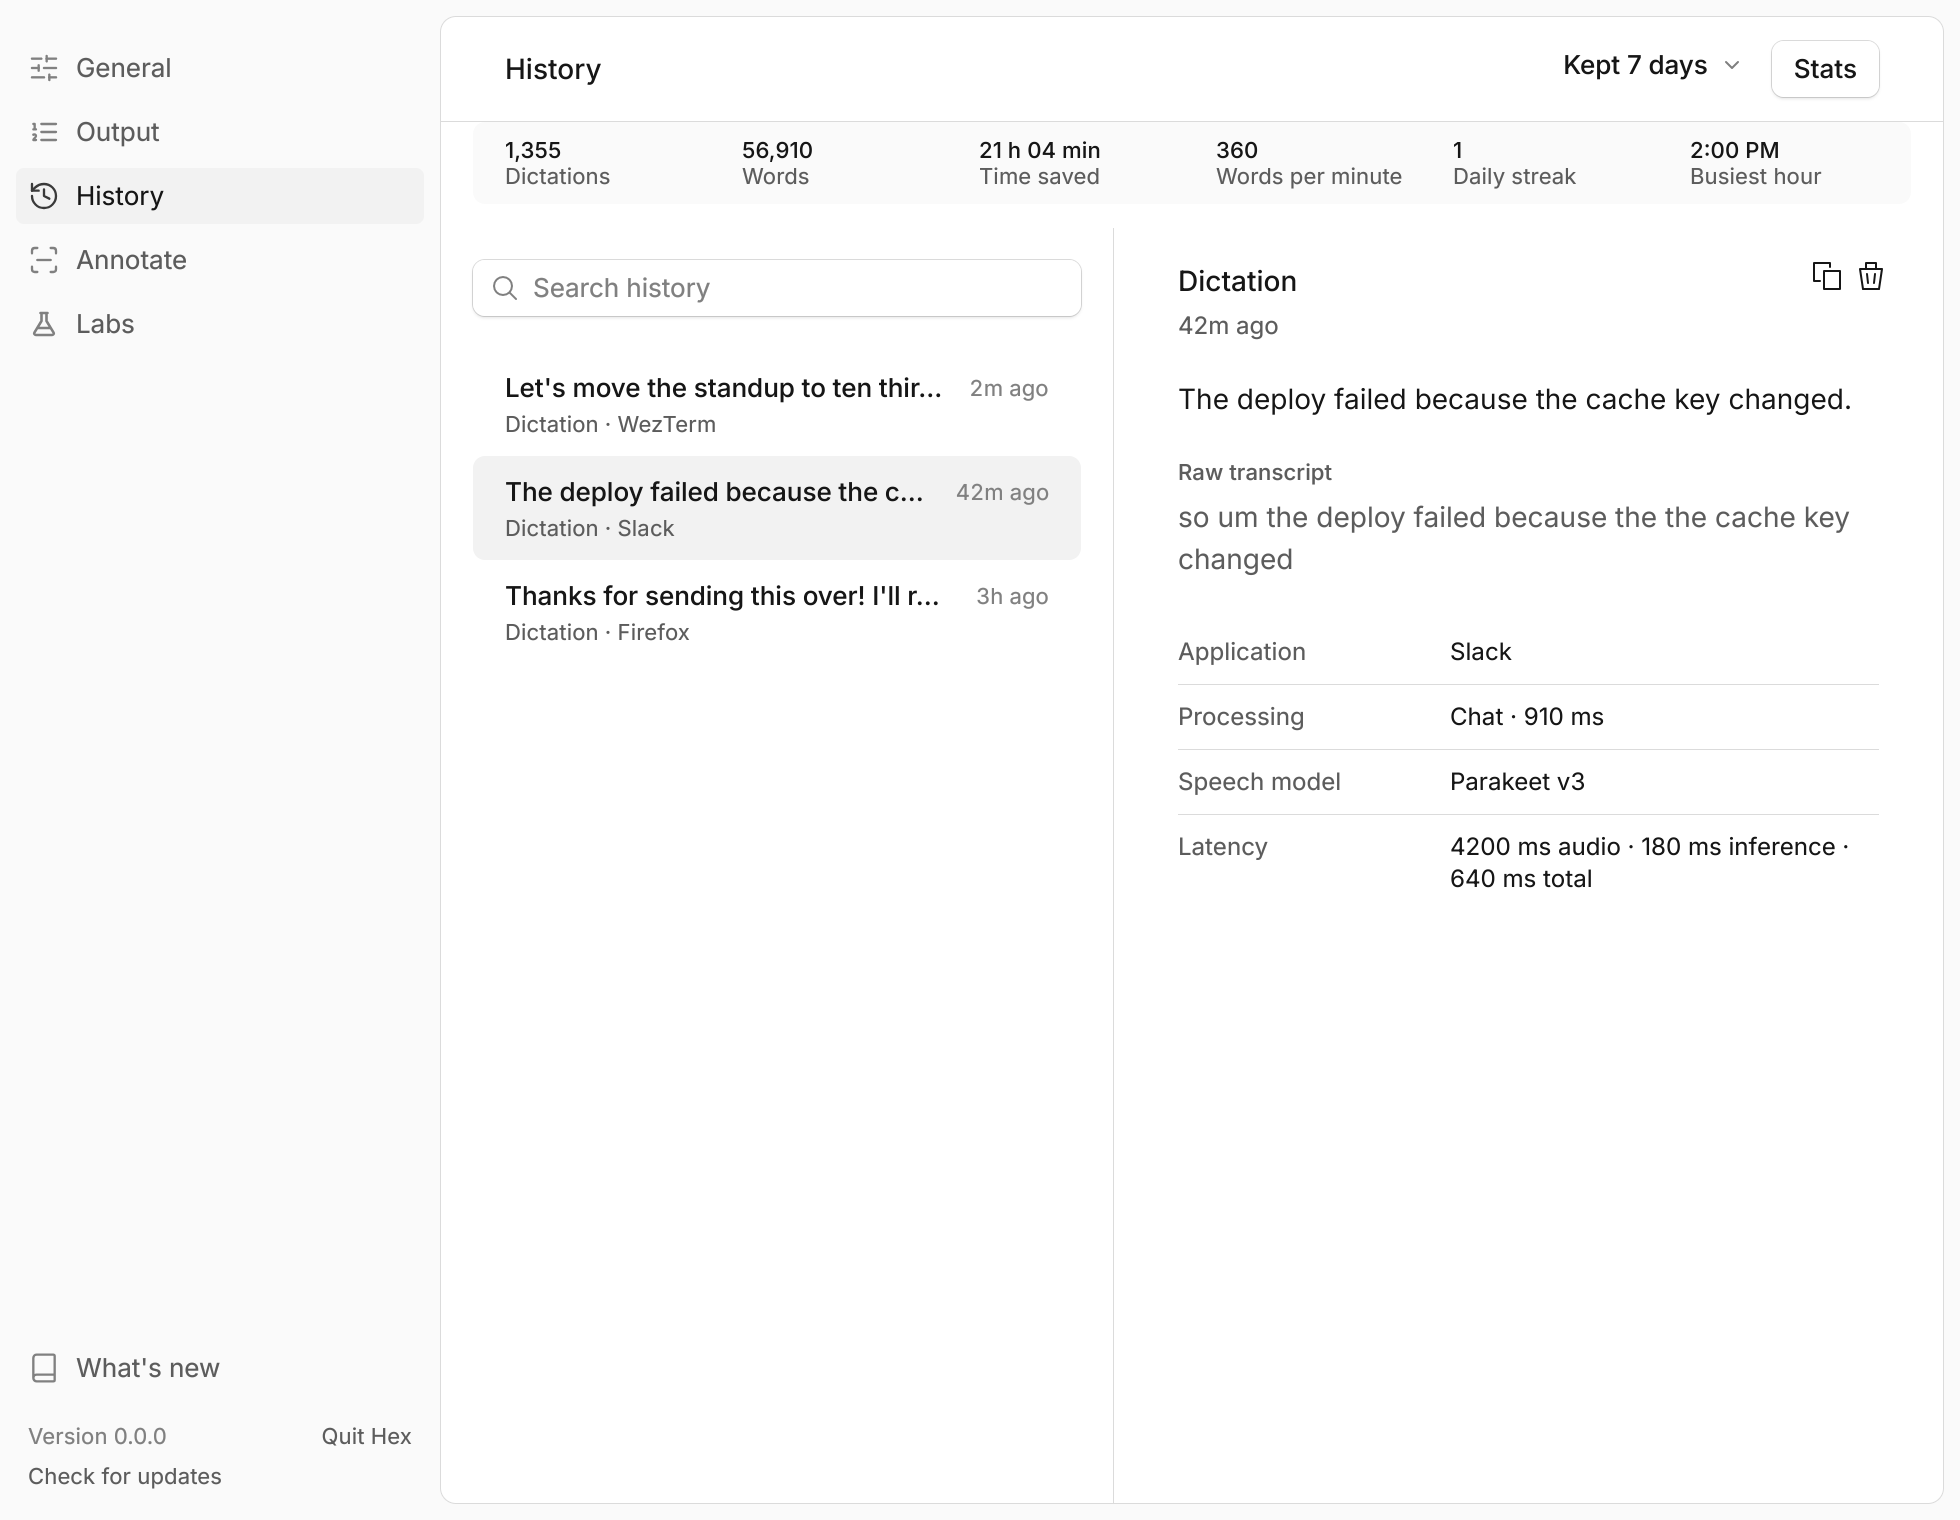 General
Output
History
Annotate
Labs
What's new
Version 0.0.0
Quit Hex
Check for updates
History
Kept 7 days
Stats
1,355
Dictations
56,910
Words
21 h 04 min
Time saved
360
Words per minute
1
Daily streak
2:00 PM
Busiest hour
Search history
Let's move the standup to ten thir...
2m ago
Dictation · WezTerm
The deploy failed because the c...
42m ago
Dictation · Slack
Thanks for sending this over! I'll r...
3h ago
Dictation · Firefox
Dictation
42m ago
The deploy failed because the cache key changed.
Raw transcript
so um the deploy failed because the the cache key
changed
Application
Slack
Processing
Chat · 910 ms
Speech model
Parakeet v3
Latency
4200 ms audio · 180 ms inference ·
640 ms total